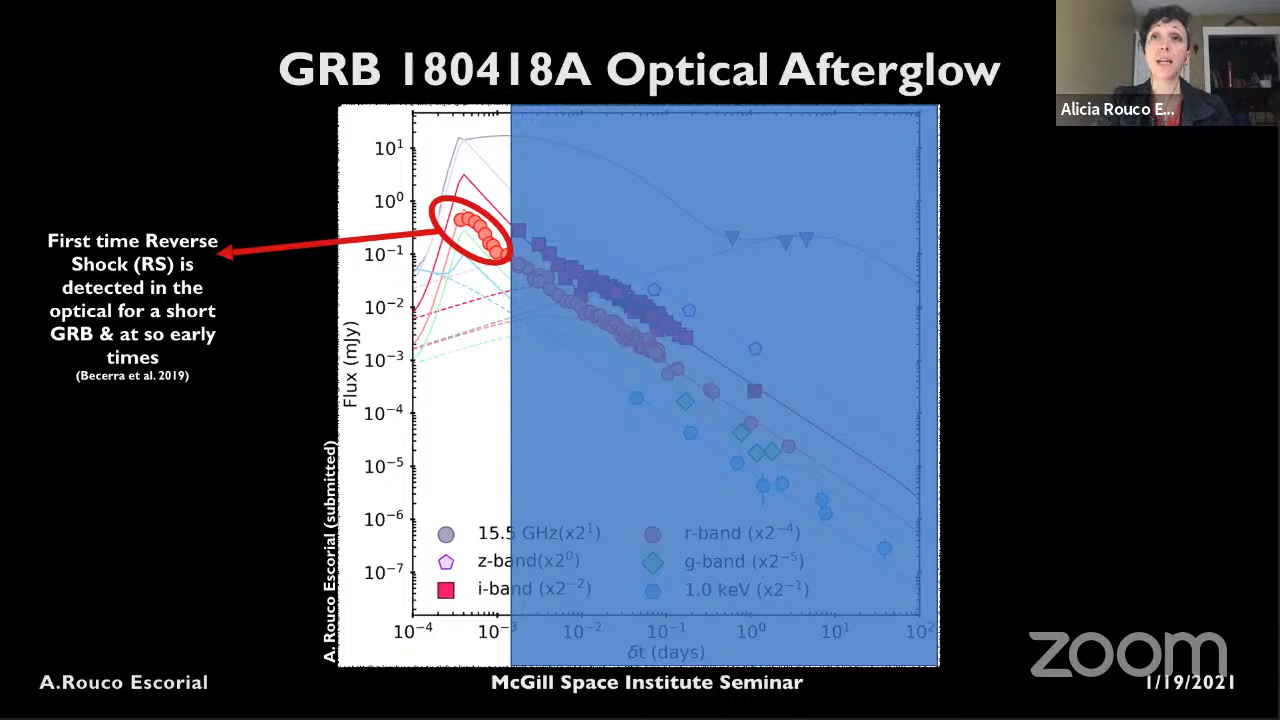 GRB 180418A Optical Afterglow
Alicia Rouco E...
First time Reverse
Shock (RS) is
detected in the
optical for a short
GRB & at so early
times
(Becerra et al. 2019)
A. Rouco Escorial (submitted)
Flux (mJy)
10¹
10⁰
10⁻¹
10⁻²
10⁻³
10⁻⁴
10⁻⁵
10⁻⁶
10⁻⁷
15.5 GHz(x2¹)
z-band(x2⁰)
i-band (x2⁻²)
r-band (x2⁻⁴)
g-band (x2⁻⁵)
1.0 keV (x2⁻¹)
10⁻⁴ 10⁻³ 10⁻² 10⁻¹ 10⁰ 10¹ 10²
δt (days)
zoom
A.Rouco Escorial
McGill Space Institute Seminar
1/19/2021